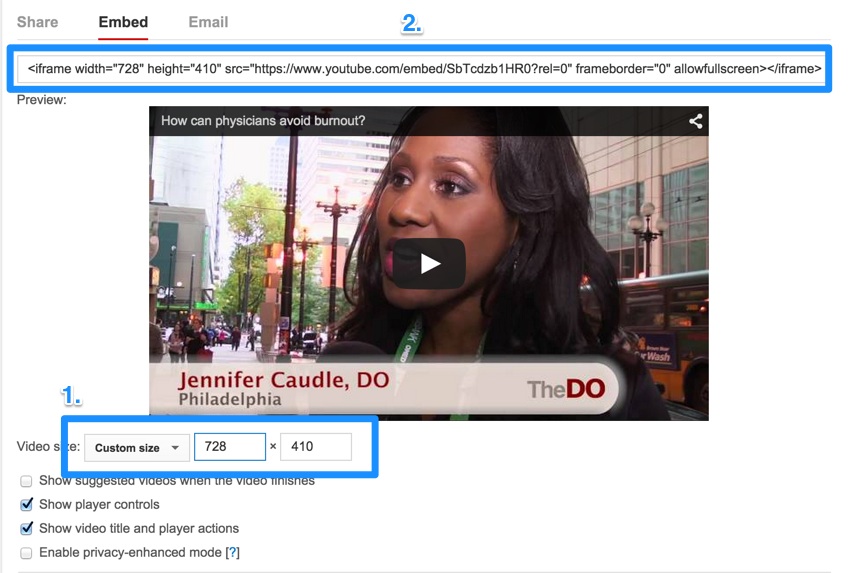 Share Embed Email
2.
<iframe width="728" height="410" src="https://www.youtube.com/embed/SbTcdzb1HR0?rel=0" frameborder="0" allowfullscreen></iframe>
Preview:
How can physicians avoid burnout?
Wash
Jennifer Caudle, DO
Philadelphia
TheDO
1.
Video size: Custom size 728 × 410
Show suggested videos when the video finishes
Show player controls
Show video title and player actions
Enable privacy-enhanced mode [?]